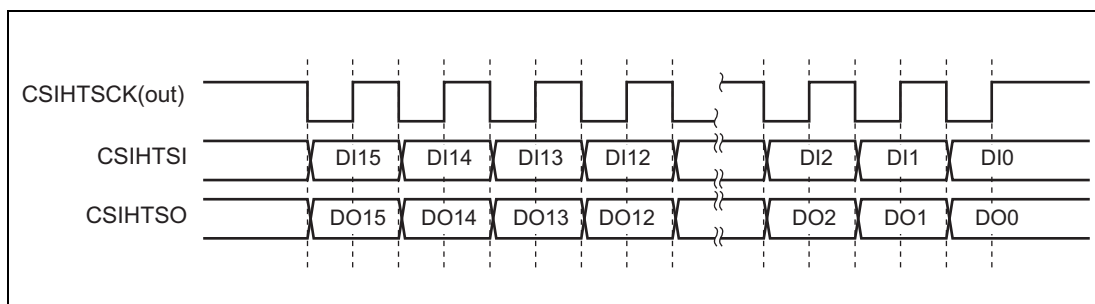 CSIHTSCK(out)
CSIHTSI DI15 DI14 DI13 DI12 DI2 DI1 DI0
CSIHTSO DO15 DO14 DO13 DO12 DO2 DO1 DO0